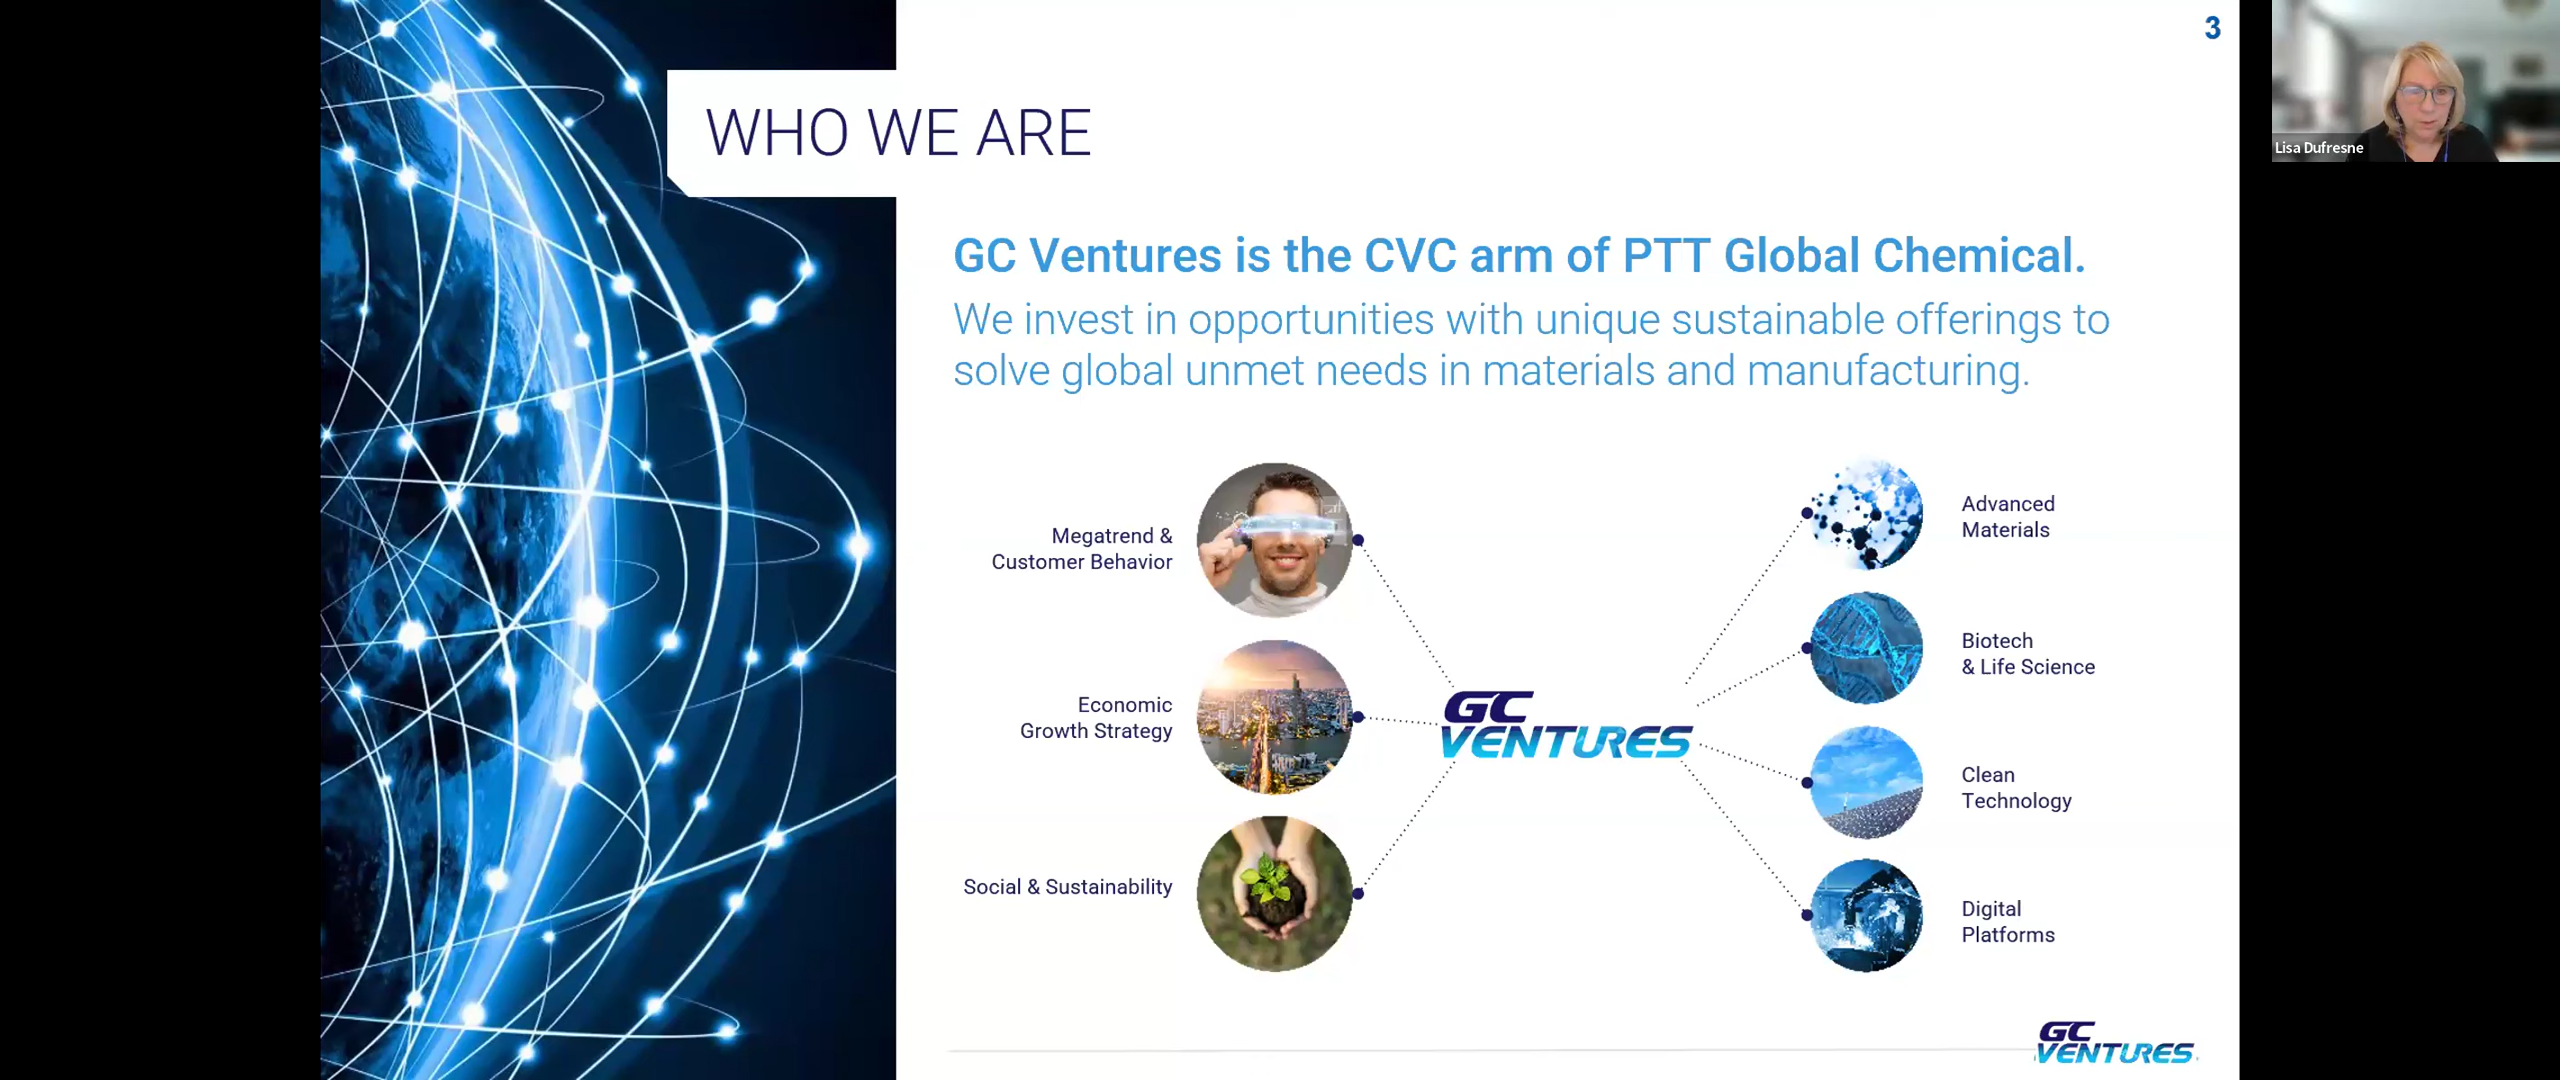 3
WHO WE ARE
GC Ventures is the CVC arm of PTT Global Chemical.
We invest in opportunities with unique sustainable offerings to
solve global unmet needs in materials and manufacturing.
Megatrend &
Customer Behavior
Economic
Growth Strategy
Social & Sustainability
GC
VENTURES
Advanced
Materials
Biotech
& Life Science
Clean
Technology
Digital
Platforms
GC
VENTURES
Lisa Dufresne